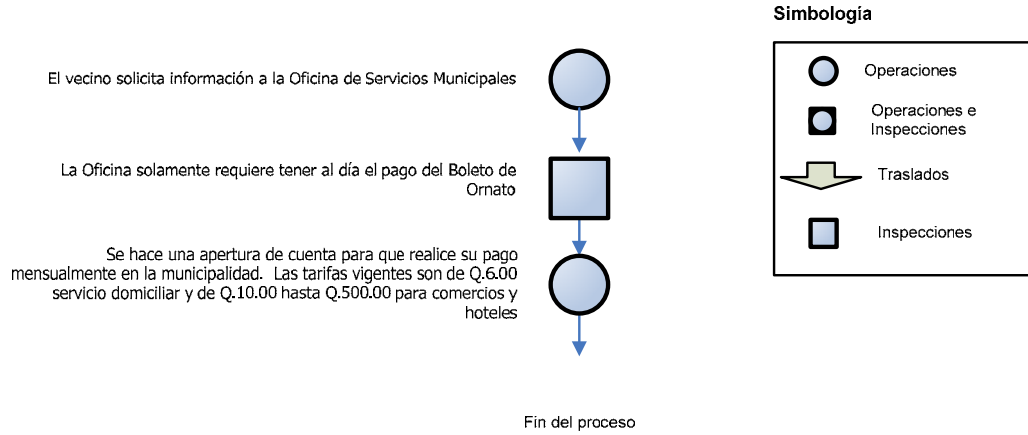 Simbología
El vecino solicita información a la Oficina de Servicios Municipales
Operaciones
Operaciones e
Inspecciones
La Oficina solamente requiere tener al día el pago del Boleto de
Ornato
Traslados
Inspecciones
Se hace una apertura de cuenta para que realice su pago
mensualmente en la municipalidad.  Las tarifas vigentes son de Q.6.00
servicio domiciliar y de Q.10.00 hasta Q.500.00 para comercios y
hoteles
Fin del proceso